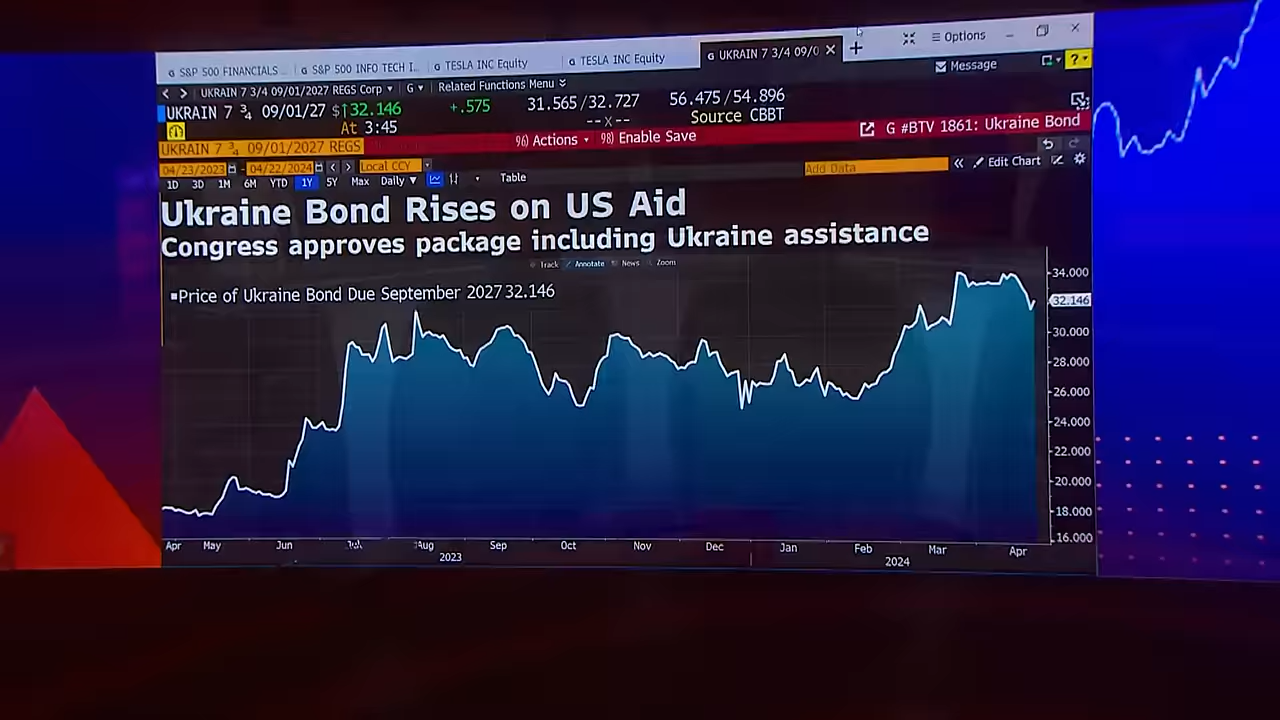 S&P 500 FINANCIALS ...
S&P 500 INFO TECH I...
TESLA INC Equity
TESLA INC Equity
UKRAIN 7 3/4 09/0 ✕
+
Options
UKRAIN 7 3/4 09/01/2027 REGS Corp
G
Related Functions Menu
Message
?
UKRAIN 7 ¾ 09/01/27 $↑32.146 +.575 31.565/32.727 56.475/54.896
At 3:45 --x-- Source CBBT
UKRAIN 7 ¾ 09/01/2027 REGS 96) Actions 98) Enable Save G #BTV 1861: Ukraine Bond
04/23/2023 - 04/22/2024 Local CCY Add Data « Edit Chart
1D 3D 1M 6M YTD 1Y 5Y Max Daily ▼ Table
Ukraine Bond Rises on US Aid
Congress approves package including Ukraine assistance
Track Annotate News Zoom
Price of Ukraine Bond Due September 2027 32.146
34.000
32.146
30.000
28.000
26.000
24.000
22.000
20.000
18.000
16.000
Apr May Jun Jul Aug Sep Oct Nov Dec Jan Feb Mar Apr
2023 2024